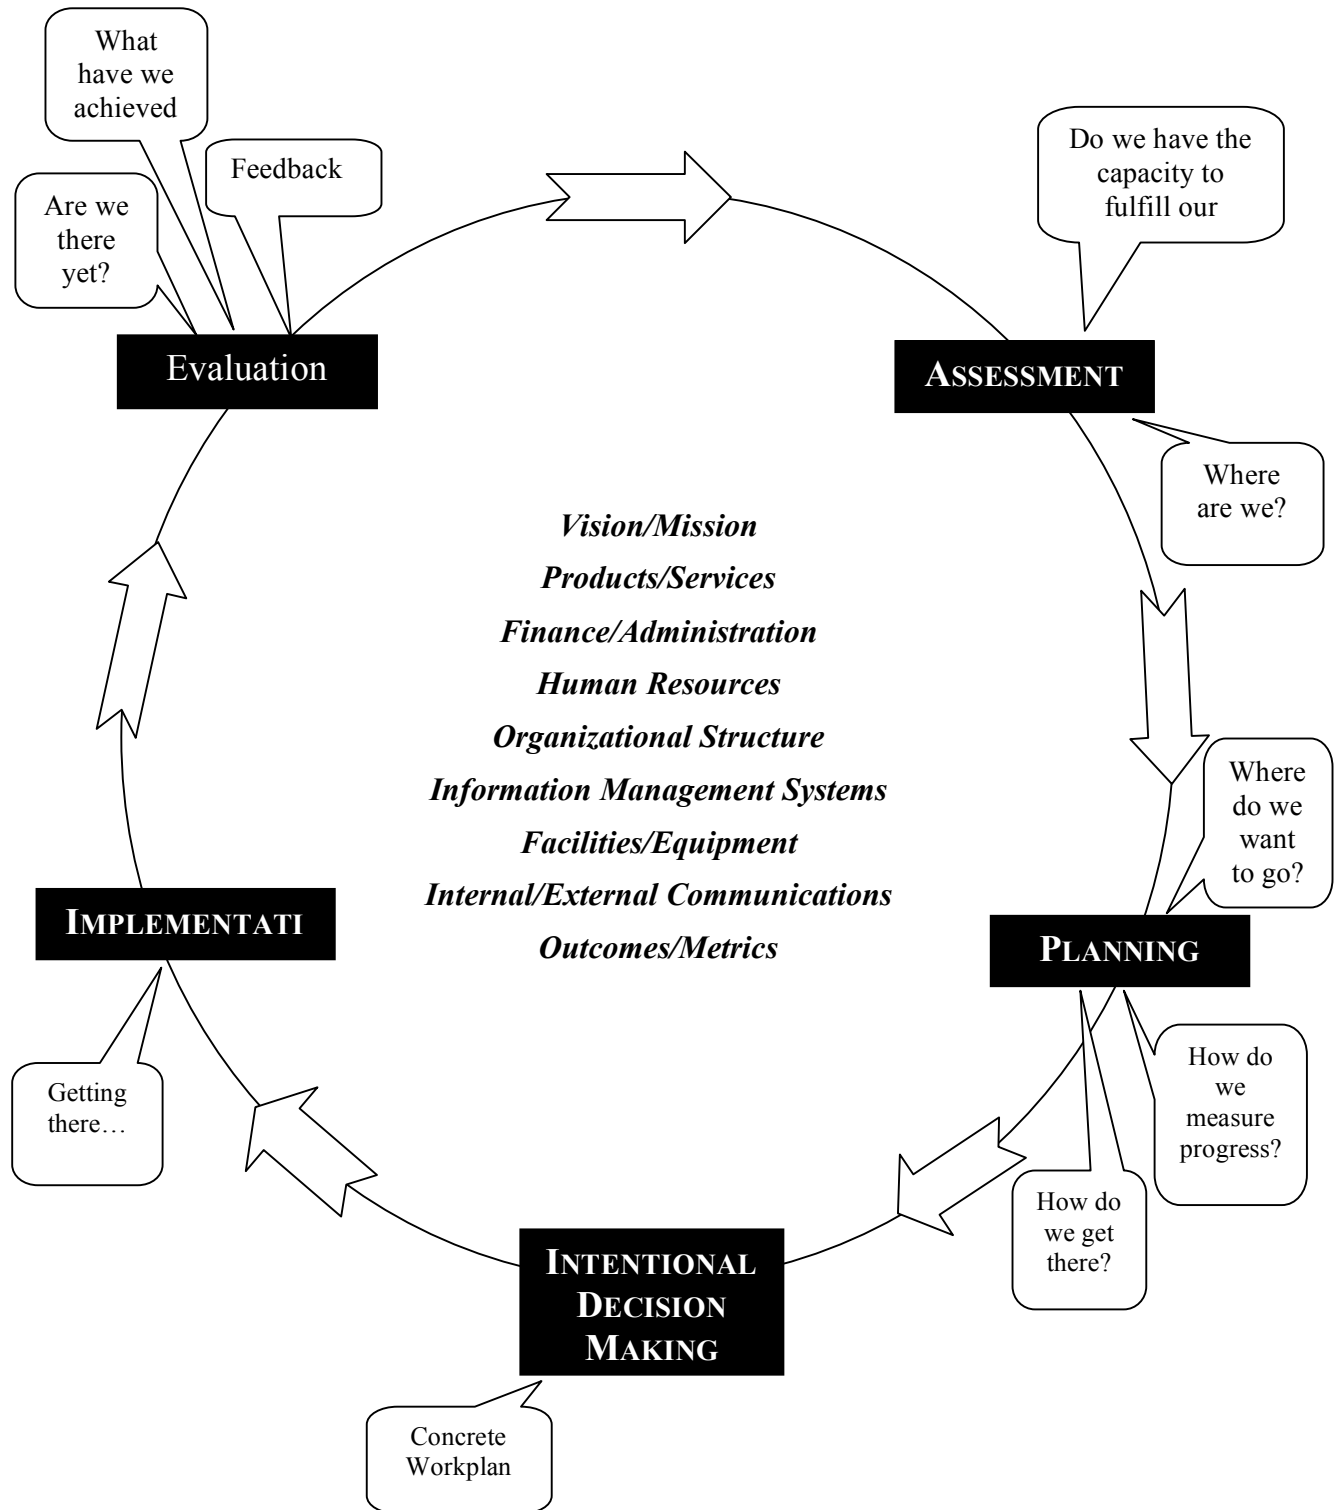 What
have we
achieved
Feedback
Are we
there
yet?
Do we have the
capacity to
fulfill our
Evaluation
ASSESSMENT
Where
are we?
Vision/Mission
Products/Services
Finance/Administration
Human Resources
Organizational Structure
Information Management Systems
Facilities/Equipment
Internal/External Communications
Outcomes/Metrics
Where
do we
want
to go?
IMPLEMENTATI
PLANNING
Getting
there…
How do
we
measure
progress?
How do
we get
there?
INTENTIONAL
DECISION
MAKING
Concrete
Workplan